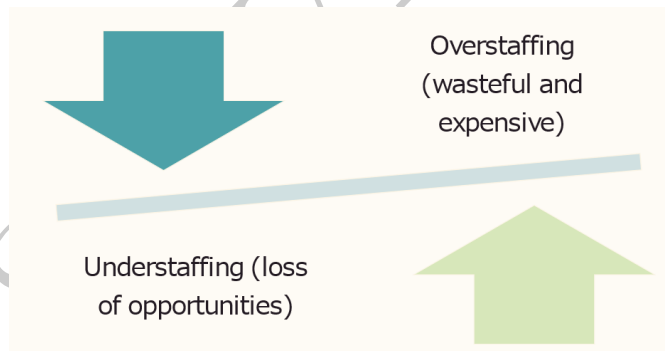 Overstaffing
(wasteful and
expensive)
Understaffing (loss
of opportunities)